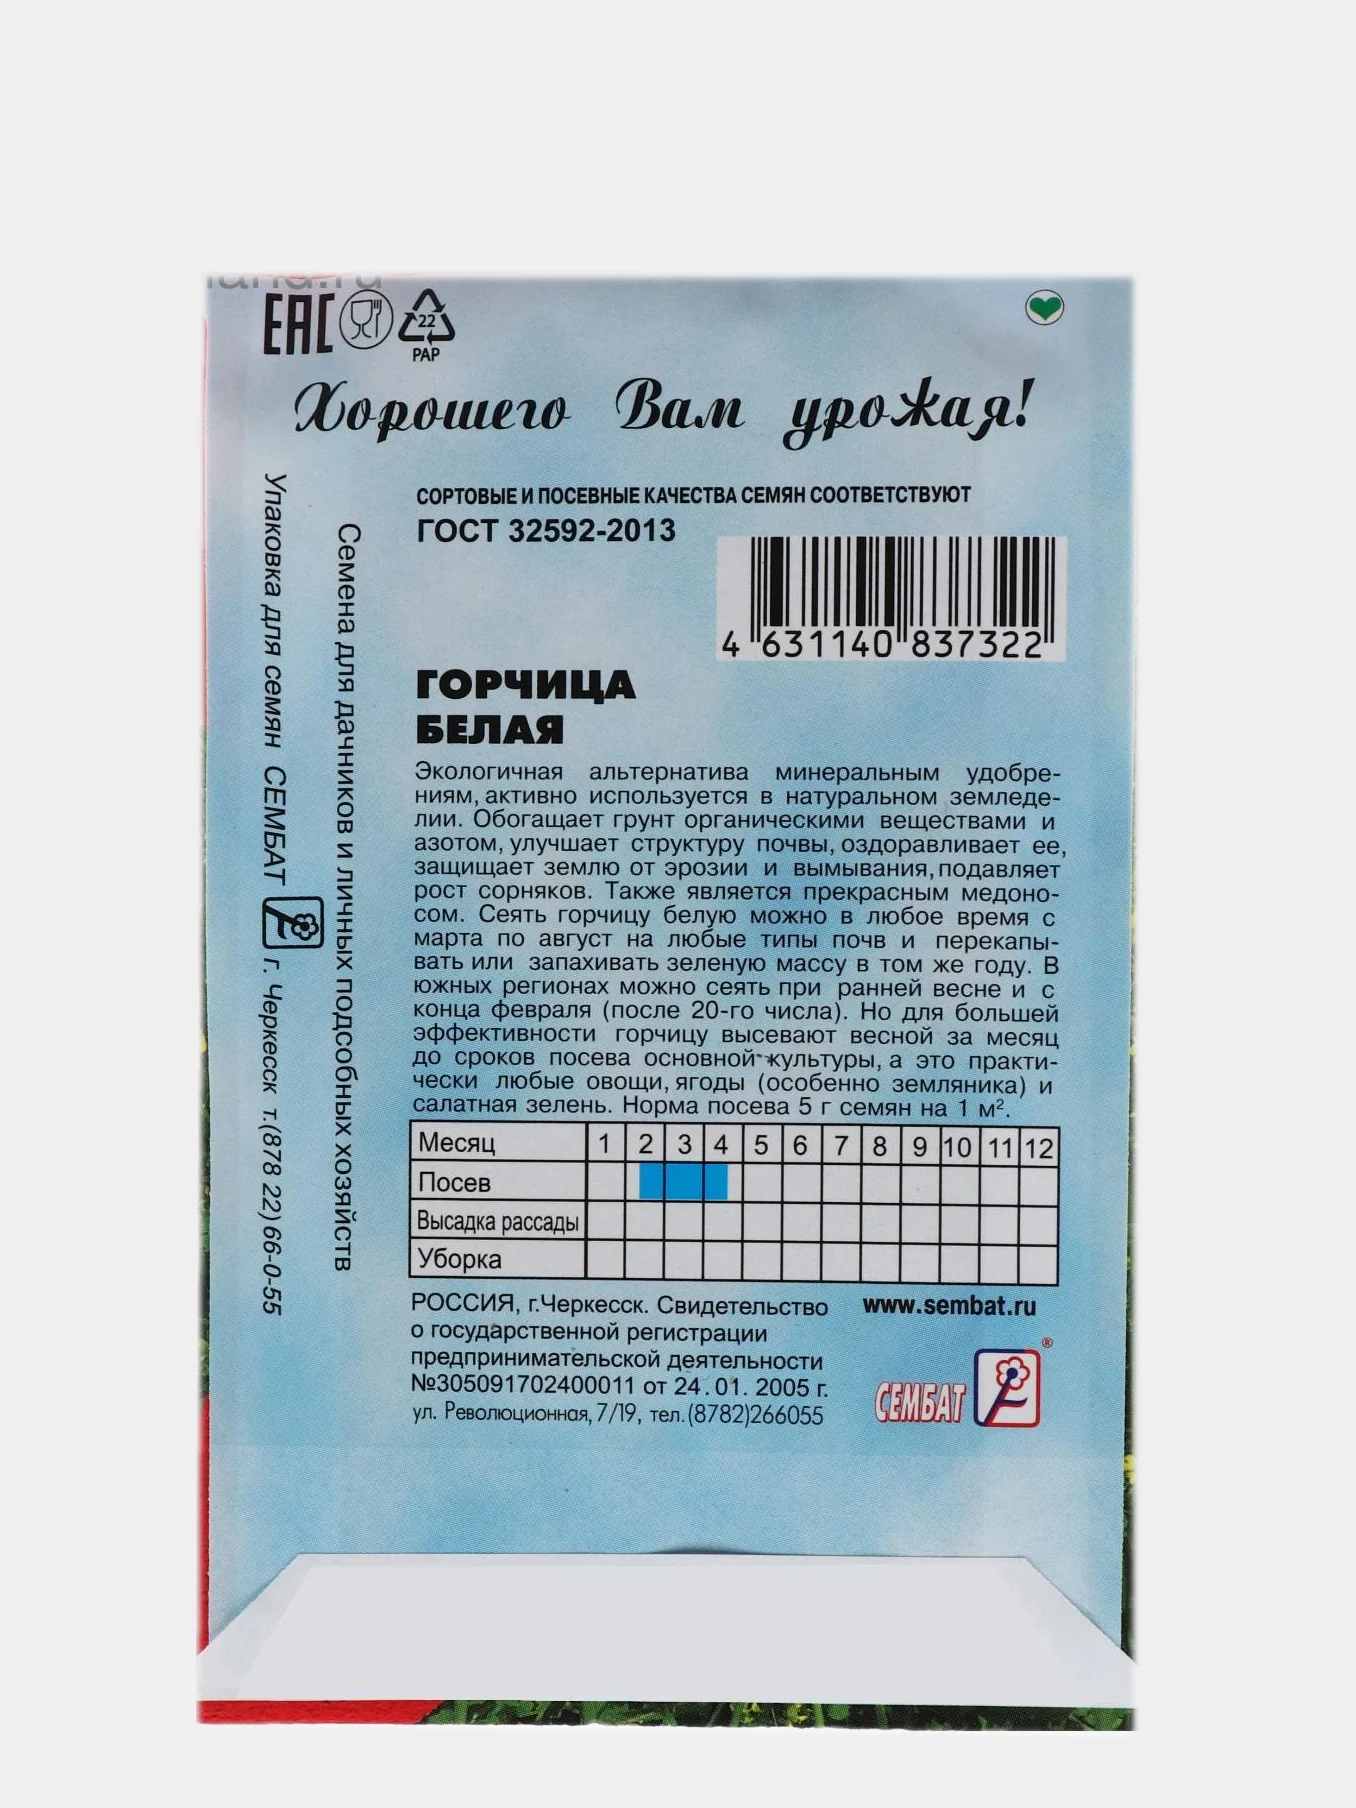 EAC
22
PAP
Хорошего Вам урожая!
Упаковка для семян СЕМБАТ г. Черкесск т.(878 22) 66-0-55
Семена для дачников и личных подсобных хозяйств
СОРТОВЫЕ И ПОСЕВНЫЕ КАЧЕСТВА СЕМЯН СООТВЕТСТВУЮТ
ГОСТ 32592-2013
4 631140 837322
ГОРЧИЦА
БЕЛАЯ
Экологичная альтернатива минеральным удобре-
ниям, активно используется в натуральном земледе-
лии. Обогащает грунт органическими веществами и
азотом, улучшает структуру почвы, оздоравливает ее,
защищает землю от эрозии и вымывания, подавляет
рост сорняков. Также является прекрасным медоно-
сом. Сеять горчицу белую можно в любое время с
марта по август на любые типы почв и перекапы-
вать или запахивать зеленую массу в том же году. В
южных регионах можно сеять при ранней весне и с
конца февраля (после 20-го числа). Но для большей
эффективности горчицу высевают весной за месяц
до сроков посева основной культуры, а это практи-
чески любые овощи, ягоды (особенно земляника) и
салатная зелень. Норма посева 5 г семян на 1 м².
Месяц 1 2 3 4 5 6 7 8 9 10 11 12
Посев
Высадка рассады
Уборка
РОССИЯ, г.Черкесск. Свидетельство
о государственной регистрации
предпринимательской деятельности
№305091702400011 от 24.01. 2005 г.
ул. Революционная, 7/19, тел.(8782)266055
www.sembat.ru
СЕМБАТ ®